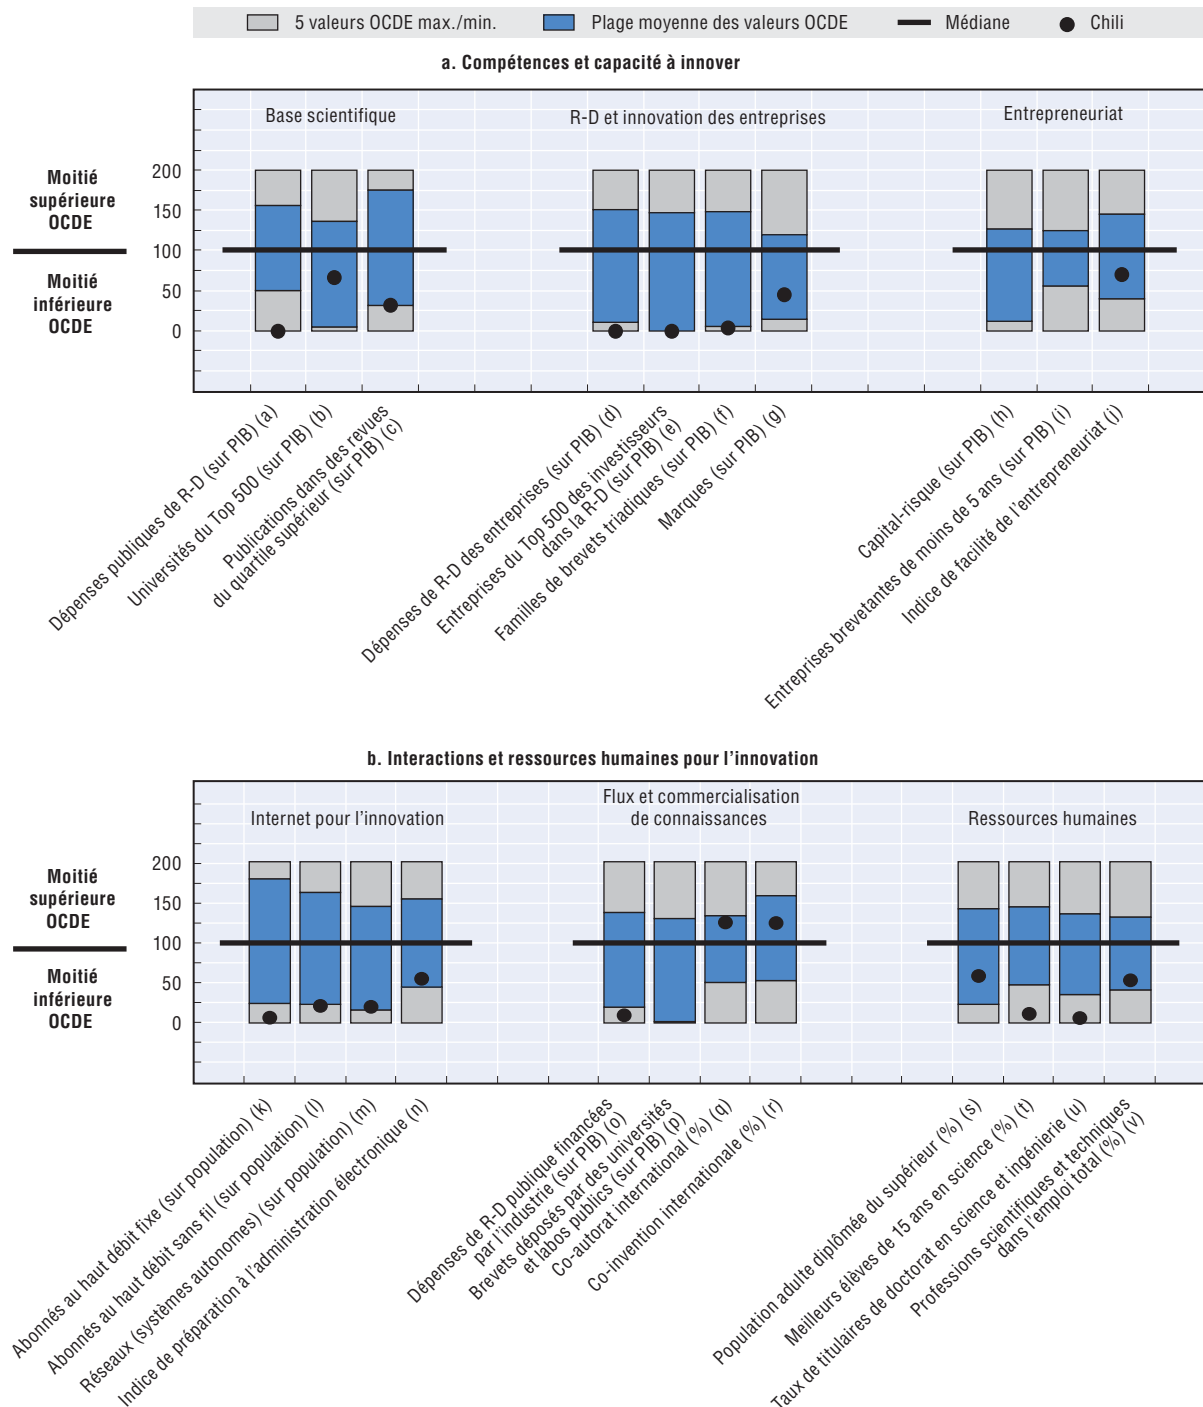 5 valeurs OCDE max./min.
Plage moyenne des valeurs OCDE
Médiane
Chili
a. Compétences et capacité à innover
Base scientifique
R-D et innovation des entreprises
Entrepreneuriat
Moitié
supérieure
OCDE
Moitié
inférieure
OCDE
200
150
100
50
0
Dépenses publiques de R-D (sur PIB) (a)
Universités du Top 500 (sur PIB) (b)
Publications dans des revues
du quartile supérieur (sur PIB) (c)
Dépenses de R-D des entreprises (sur PIB) (d)
Entreprises du Top 500 des investisseurs
dans la R-D (sur PIB) (e)
Familles de brevets triadiques (sur PIB) (f)
Marques (sur PIB) (g)
Capital-risque (sur PIB) (h)
Entreprises brevetantes de moins de 5 ans (sur PIB) (i)
Indice de facilité de l'entrepreneuriat (j)
b. Interactions et ressources humaines pour l'innovation
Internet pour l'innovation
Flux et commercialisation
de connaissances
Ressources humaines
Moitié
supérieure
OCDE
Moitié
inférieure
OCDE
200
150
100
50
0
Abonnés au haut débit fixe (sur population) (k)
Abonnés au haut débit sans fil (sur population) (l)
Réseaux (systèmes autonomes) (sur population) (m)
Indice de préparation à l'administration électronique (n)
Dépenses de R-D publique financées
par l'industrie (sur PIB) (o)
Brevets déposés par des universités
et labos publics (sur PIB) (p)
Co-autorat international (%) (q)
Co-invention internationale (%) (r)
Population adulte diplômée du supérieur (%) (s)
Meilleurs élèves de 15 ans en science (%) (t)
Taux de titulaires de doctorat en science et ingénierie (u)
Professions scientifiques et techniques
dans l'emploi total (%) (v)